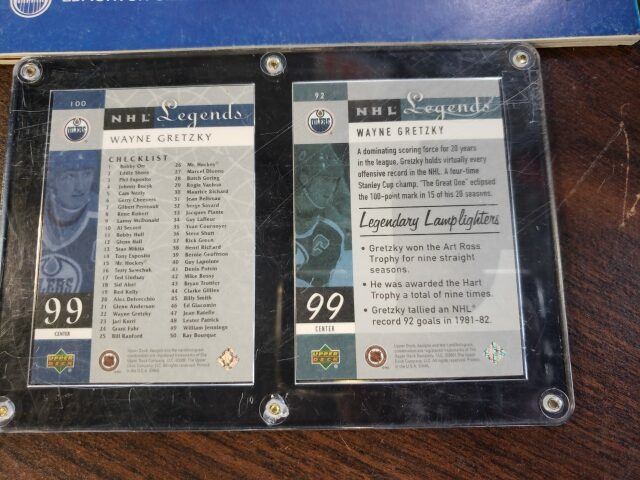 100
NHL Legends
WAYNE GRETZKY
CHECKLIST
1 Bobby Orr
2 Eddie Shore
3 Phil Esposito
4 Johnny Bucyk
5 Cam Neely
6 Gerry Cheevers
7 Gilbert Perreault
8 Rene Robert
9 Lanny McDonald
10 Al Secord
11 Bobby Hull
12 Glenn Hall
13 Stan Mikita
14 Tony Esposito
15 Mr. Hockey
16 Terry Sawchuk
17 Ted Lindsay
18 Sid Abel
19 Red Kelly
20 Alex Delvecchio
21 Glenn Anderson
22 Wayne Gretzky
23 Jari Kurri
24 Grant Fuhr
25 Bill Ranford
26 Mr. Hockey
27 Marcel Dionne
28 Butch Goring
29 Rogie Vachon
30 Maurice Richard
31 Jean Beliveau
32 Serge Savard
33 Jacques Plante
34 Guy Lafleur
35 Yvan Cournoyer
36 Steve Shutt
37 Rick Green
38 Henri Richard
39 Bernie Geoffrion
40 Guy Lapointe
41 Denis Potvin
42 Mike Bossy
43 Bryan Trottier
44 Clarke Gillies
45 Billy Smith
46 Ed Giacomin
47 Jean Ratelle
48 Lester Patrick
49 William Jennings
50 Ray Bourque
99
CENTER
UPPER DECK
92
NHL Legends
WAYNE GRETZKY
A dominating scoring force for 20 years
in the league, Gretzky holds virtually every
offensive record in the NHL. A four-time
Stanley Cup champ, "The Great One" eclipsed
the 100-point mark in 15 of his 20 seasons.
Legendary Lamplighters
• Gretzky won the Art Ross
Trophy for nine straight
seasons.
• He was awarded the Hart
Trophy a total of nine times.
• Gretzky tallied an NHL®
record 92 goals in 1981-82.
99
CENTER
UPPER DECK